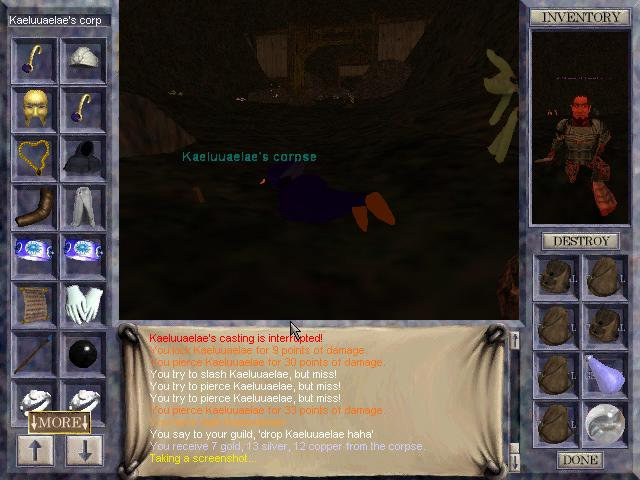 Kaeluuaelae's corp
INVENTORY
Kaeluuaelae's corpse
DESTROY
Kaeluuaelae's casting is interrupted!
You kick Kaeluuaelae for 9 points of damage.
You pierce Kaeluuaelae for 30 points of damage.
You try to slash Kaeluuaelae, but miss!
You try to pierce Kaeluuaelae, but miss!
You try to pierce Kaeluuaelae, but miss!
You pierce Kaeluuaelae for 33 points of damage.
You say to your guild, 'drop Kaeluuaelae haha'
You receive 7 gold, 13 silver, 12 copper from the corpse.
Taking a screenshot...
MORE
DONE